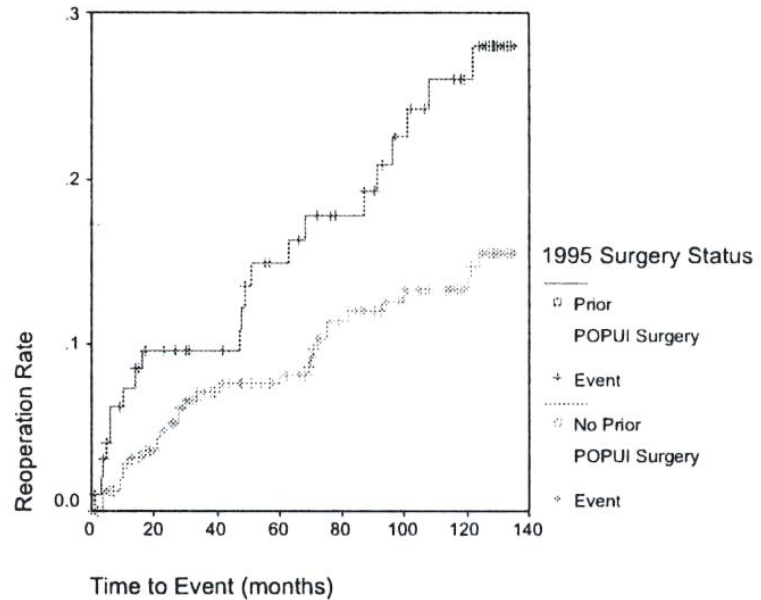 .3
.2
.1
0.0
Reoperation Rate
0 20 40 60 80 100 120 140
Time to Event (months)
1995 Surgery Status
Prior
POPUI Surgery
Event
No Prior
POPUI Surgery
Event